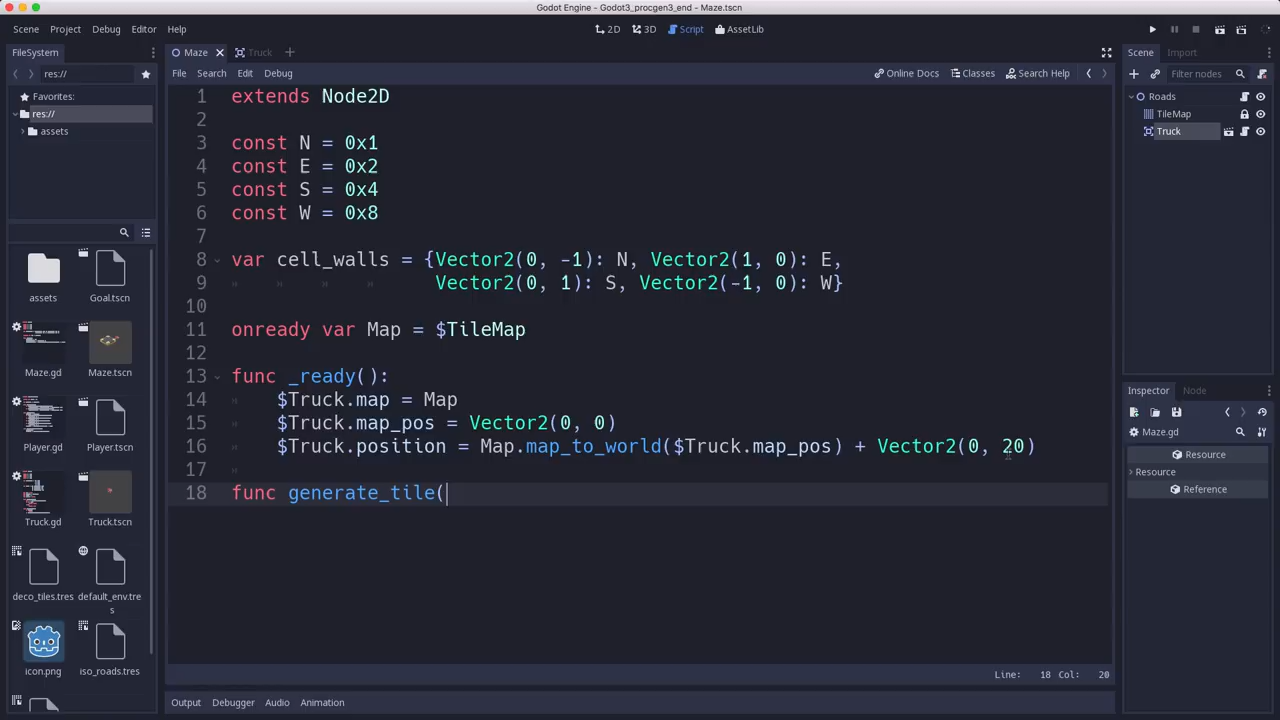 Godot Engine - Godot3_procgen3_end - Maze.tscn
Scene Project Debug Editor Help
2D 3D Script AssetLib
FileSystem
res://
Favorites:
res://
assets
assets
Goal.tscn
Maze.gd
Maze.tscn
Player.gd
Player.tscn
Truck.gd
Truck.tscn
deco_tiles.tres
default_env.tres
icon.png
iso_roads.tres
Maze Truck
File Search Edit Debug
Online Docs Classes Search Help
1 extends Node2D
2
3 const N = 0x1
4 const E = 0x2
5 const S = 0x4
6 const W = 0x8
7
8 var cell_walls = {Vector2(0, -1): N, Vector2(1, 0): E,
9 Vector2(0, 1): S, Vector2(-1, 0): W}
10
11 onready var Map = $TileMap
12
13 func _ready():
14 $Truck.map = Map
15 $Truck.map_pos = Vector2(0, 0)
16 $Truck.position = Map.map_to_world($Truck.map_pos) + Vector2(0, 20)
17
18 func generate_tile(
Line: 18 Col: 20
Output Debugger Audio Animation
Scene Import
Filter nodes
Roads
TileMap
Truck
Inspector Node
Maze.gd
Resource
Resource
Reference